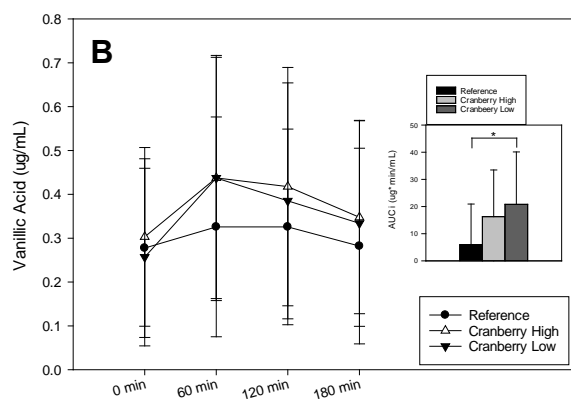 B
Vanillic Acid (ug/mL)
0.8
0.7
0.6
0.5
0.4
0.3
0.2
0.1
0.0
0 min
60 min
120 min
180 min
Reference
Cranberry High
Cranbeery Low
AUC i (ug* min/mL)
50
40
30
20
10
0
*
Reference
Cranberry High
Cranberry Low